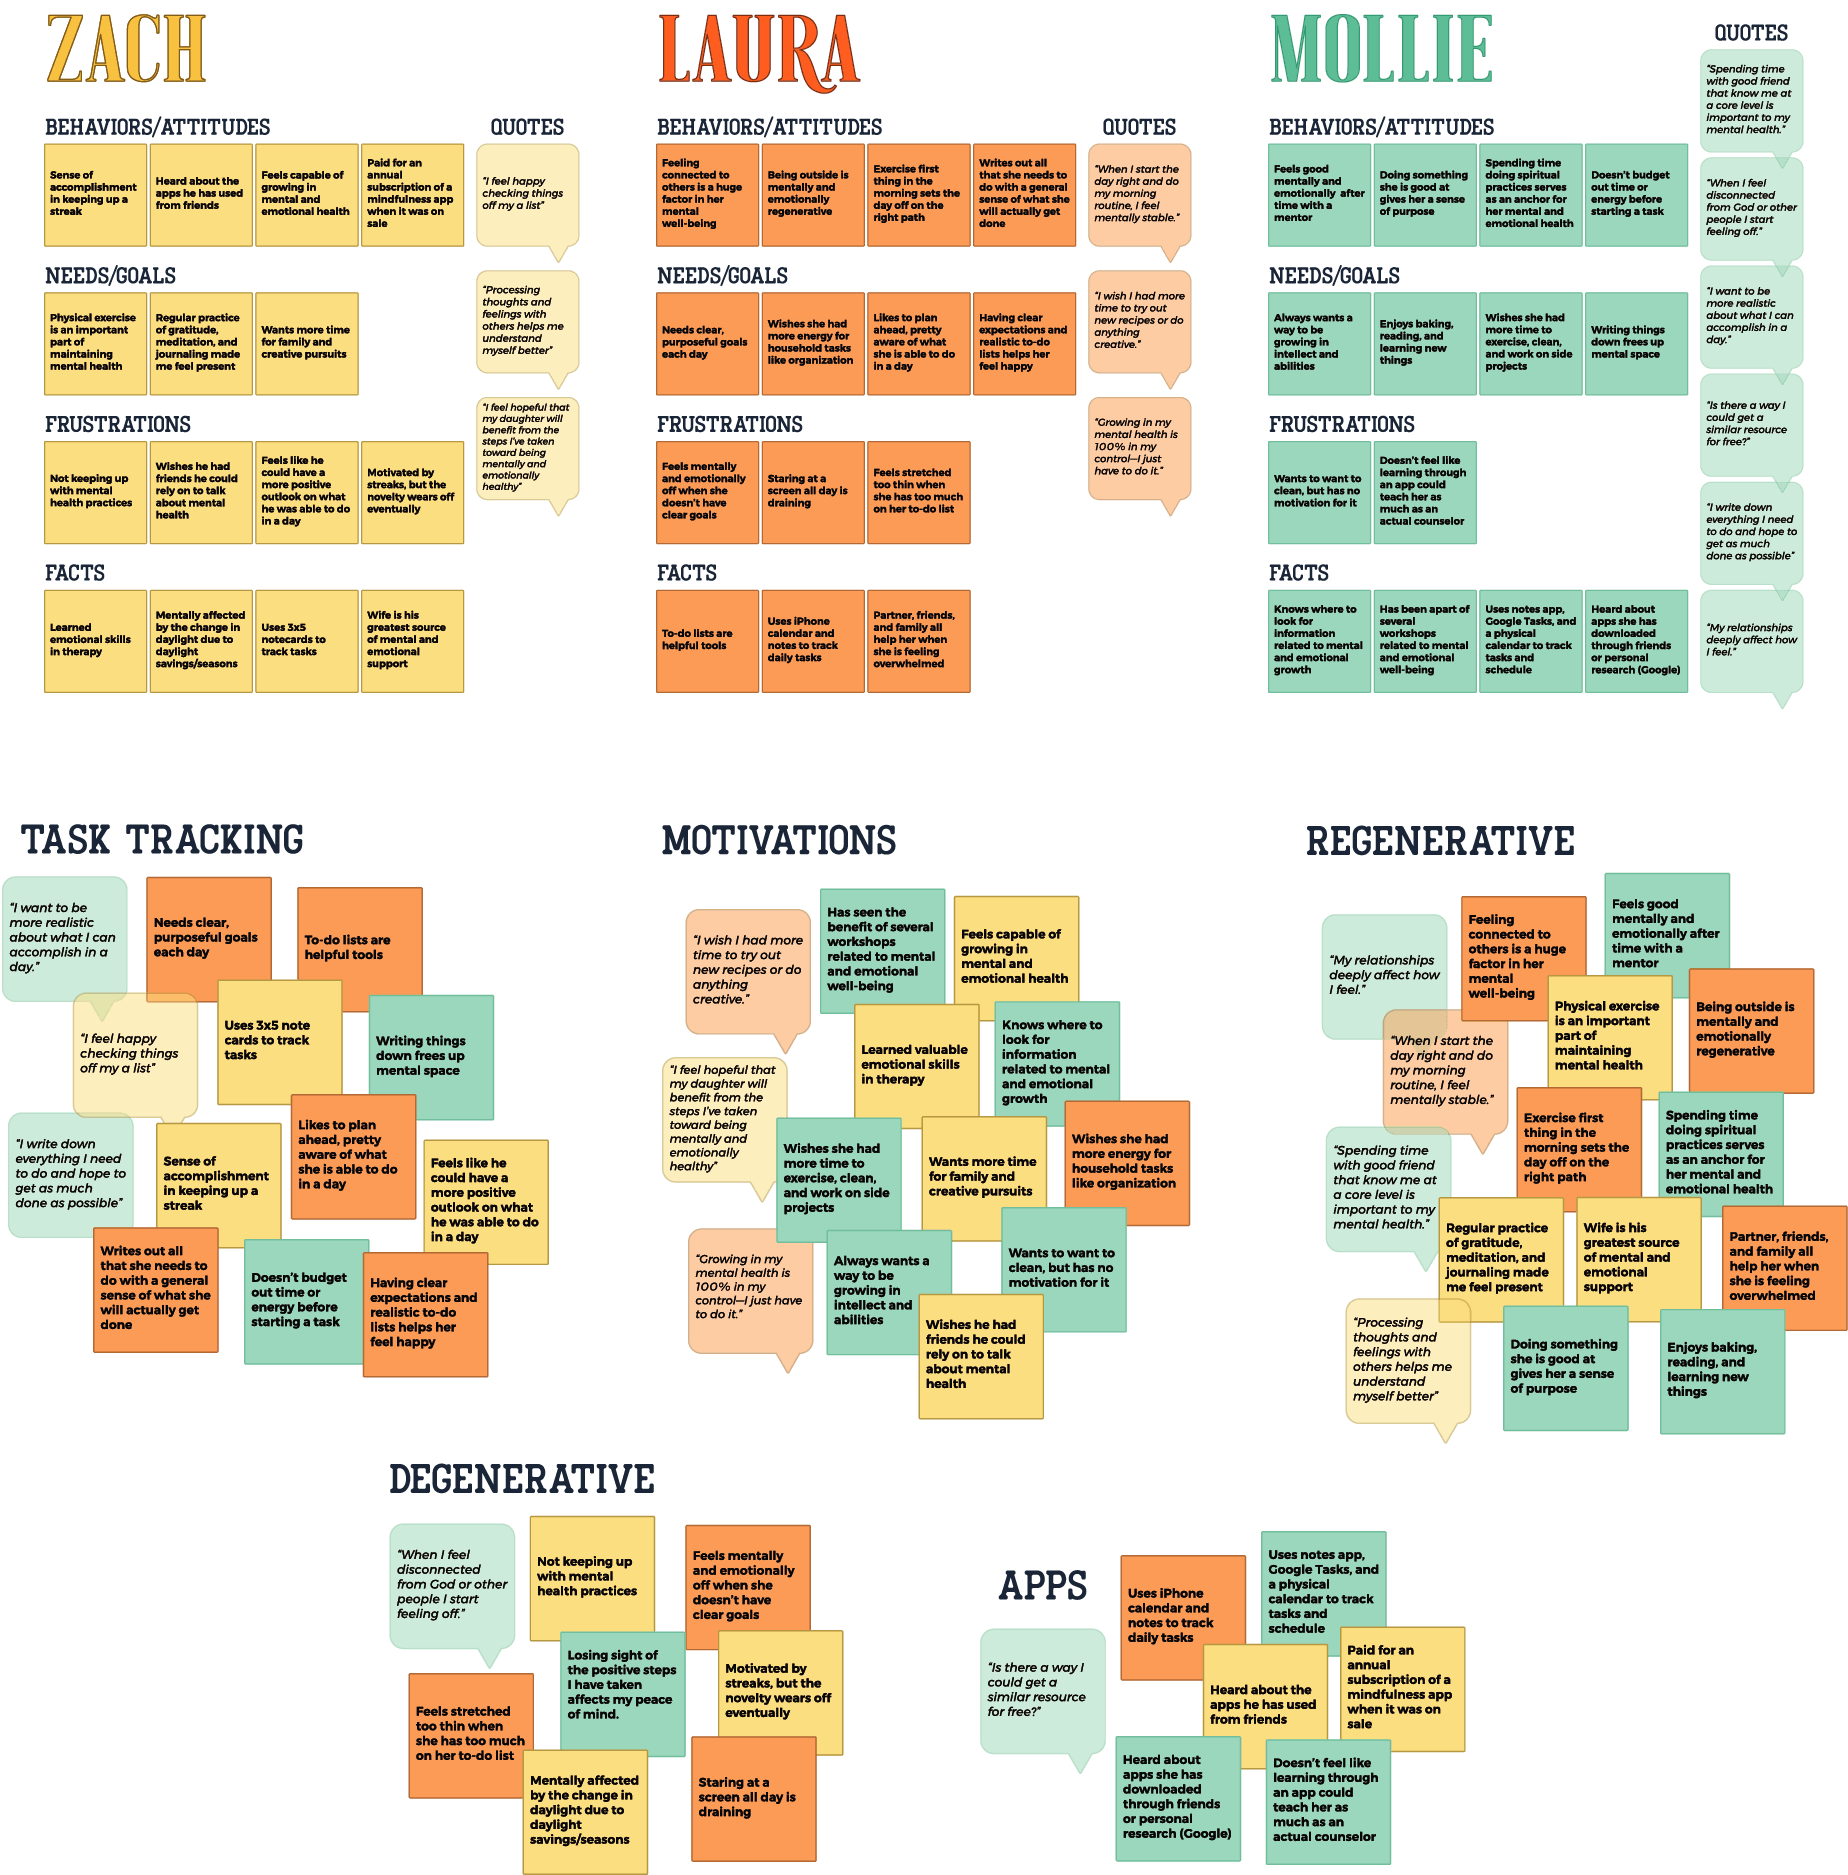 ZACH
BEHAVIORS/ATTITUDES
Sense of
accomplishment
in keeping up a
streak
Heard about the
apps he has used
from friends
Feels capable of
growing in
mental and
emotional health
Paid for an
annual
subscription of a
mindfulness app
when it was on
sale
NEEDS/GOALS
Physical exercise
is an important
part of
maintaining
mental health
Regular practice
of gratitude,
meditation, and
journaling made
me feel present
Wants more time
for family and
creative pursuits
FRUSTRATIONS
Not keeping up
with mental
health practices
Wishes he had
friends he could
rely on to talk
about mental
health
Feels like he
could have a
more positive
outlook on what
he was able to do
in a day
Motivated by
streaks, but the
novelty wears off
eventually
FACTS
Learned
emotional skills
in therapy
Mentally affected
by the change in
daylight due to
daylight
savings/seasons
Uses 3x5
notecards to
track tasks
Wife is his
greatest source
of mental and
emotional
support
QUOTES
"I feel happy
checking things
off my a list"
"Processing
thoughts and
feelings with
others helps me
understand
myself better"
"I feel hopeful that
my daughter will
benefit from the
steps I've taken
toward being
mentally and
emotionally
healthy"
LAURA
BEHAVIORS/ATTITUDES
Feeling
connected to
others is a huge
factor in her
mental
well-being
Being outside is
mentally and
emotionally
regenerative
Exercise first
thing in the
morning sets the
day off on the
right path
Writes out all
that she needs to
do with a general
sense of what she
will actually get
done
NEEDS/GOALS
Needs clear,
purposeful goals
each day
Wishes she had
more energy for
household tasks
like organization
Likes to plan
ahead, pretty
aware of what
she is able to do
in a day
Having clear
expectations and
realistic to-do
lists helps her
feel happy
FRUSTRATIONS
Feels mentally
and emotionally
off when she
doesn't have
clear goals
Staring at a
screen all day is
draining
Feels stretched
too thin when
she has too much
on her to-do list
FACTS
To-do lists are
helpful tools
Uses iPhone
calendar and
notes to track
daily tasks
Partner, friends,
and family all
help her when
she is feeling
overwhelmed
QUOTES
"When I start the
day right and do
my morning
routine, I feel
mentally stable."
"I wish I had more
time to try out
new recipes or do
anything
creative."
"Growing in my
mental health is
100% in my
control—I just
have to do it."
MOLLIE
BEHAVIORS/ATTITUDES
Feels good
mentally and
emotionally after
time with a
mentor
Doing something
she is good at
gives her a sense
of purpose
Spending time
doing spiritual
practices serves
as an anchor for
her mental and
emotional health
Doesn't budget
out time or
energy before
starting a task
NEEDS/GOALS
Always wants a
way to be
growing in
intellect and
abilities
Enjoys baking,
reading, and
learning new
things
Wishes she had
more time to
exercise, clean,
and work on side
projects
Writing things
down frees up
mental space
FRUSTRATIONS
Wants to want to
clean, but has no
motivation for it
Doesn't feel like
learning through
an app could
teach her as
much as an
actual counselor
FACTS
Knows where to
look for
information
related to mental
and emotional
growth
Has been apart of
several
workshops
related to mental
and emotional
well-being
Uses notes app,
Google Tasks, and
a physical
calendar to track
tasks and
schedule
Heard about
apps she has
downloaded
through friends
or personal
research (Google)
QUOTES
"Spending time
with good friend
that know me at
a core level is
important to my
mental health."
"When I feel
disconnected
from God or other
people I start
feeling off."
"I want to be
more realistic
about what I can
accomplish in a
day."
"Is there a way I
could get a
similar resource
for free?"
"I write down
everything I need
to do and hope to
get as much
done as possible"
"My relationships
deeply affect how
I feel."
TASK TRACKING
"I want to be
more realistic
about what I can
accomplish in a
day."
Needs clear,
purposeful goals
each day
To-do lists are
helpful tools
"I feel happy
checking things
off my a list"
Uses 3x5 note
cards to track
tasks
Writing things
down frees up
mental space
"I write down
everything I need
to do and hope to
get as much
done as possible"
Sense of
accomplishment
in keeping up a
streak
Likes to plan
ahead, pretty
aware of what
she is able to do
in a day
Feels like he
could have a
more positive
outlook on what
he was able to do
in a day
Writes out all
that she needs to
do with a general
sense of what she
will actually get
done
Doesn't budget
out time or
energy before
starting a task
Having clear
expectations and
realistic to-do
lists helps her
feel happy
MOTIVATIONS
"I wish I had more
time to try out
new recipes or do
anything
creative."
Has seen the
benefit of several
workshops
related to mental
and emotional
well-being
Feels capable of
growing in
mental and
emotional health
Learned valuable
emotional skills
in therapy
Knows where to
look for
information
related to mental
and emotional
growth
"I feel hopeful that
my daughter will
benefit from the
steps I've taken
toward being
mentally and
emotionally
healthy"
Wishes she had
more time to
exercise, clean,
and work on side
projects
Wants more time
for family and
creative pursuits
Wishes she had
more energy for
household tasks
like organization
"Growing in my
mental health is
100% in my
control—I just have
to do it."
Always wants a
way to be
growing in
intellect and
abilities
Wants to want to
clean, but has no
motivation for it
Wishes he had
friends he could
rely on to talk
about mental
health
REGENERATIVE
"My relationships
deeply affect how
I feel."
Feeling
connected to
others is a huge
factor in her
mental
well-being
Feels good
mentally and
emotionally after
time with a
mentor
"When I start the
day right and do
my morning
routine, I feel
mentally stable."
Physical exercise
is an important
part of
maintaining
mental health
Being outside is
mentally and
emotionally
regenerative
"Spending time
with good friend
that know me at
a core level is
important to my
mental health."
Exercise first
thing in the
morning sets the
day off on the
right path
Spending time
doing spiritual
practices serves
as an anchor for
her mental and
emotional health
Regular practice
of gratitude,
meditation, and
journaling made
me feel present
Wife is his
greatest source
of mental and
emotional
support
Partner, friends,
and family all
help her when
she is feeling
overwhelmed
"Processing
thoughts and
feelings with
others helps me
understand
myself better"
Doing something
she is good at
gives her a sense
of purpose
Enjoys baking,
reading, and
learning new
things
DEGENERATIVE
"When I feel
disconnected
from God or other
people I start
feeling off."
Not keeping up
with mental
health practices
Feels mentally
and emotionally
off when she
doesn't have
clear goals
Losing sight of
the positive steps
I have taken
affects my peace
of mind.
Motivated by
streaks, but the
novelty wears off
eventually
Feels stretched
too thin when
she has too much
on her to-do list
Mentally affected
by the change in
daylight due to
daylight
savings/seasons
Staring at a
screen all day is
draining
APPS
"Is there a way I
could get a
similar resource
for free?"
Uses iPhone
calendar and
notes to track
daily tasks
Uses notes app,
Google Tasks, and
a physical
calendar to track
tasks and
schedule
Heard about the
apps he has used
from friends
Paid for an
annual
subscription of a
mindfulness app
when it was on
sale
Heard about
apps she has
downloaded
through friends
or personal
research (Google)
Doesn't feel like
learning through
an app could
teach her as
much as an
actual counselor